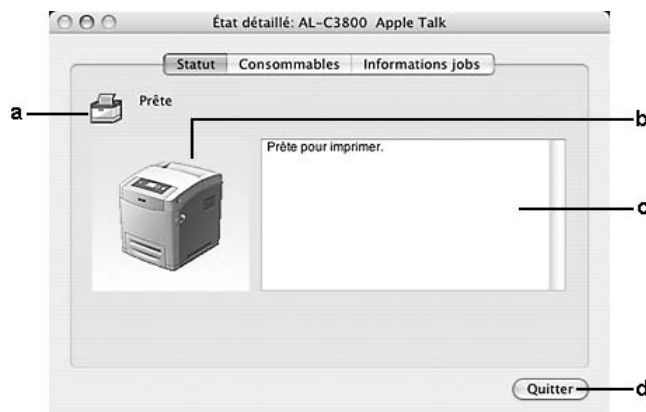 État détaillé: AL-C3800 Apple Talk
Statut Consommables Informations jobs
a
Prête
b
Prête pour imprimer.
c
Quitter
d